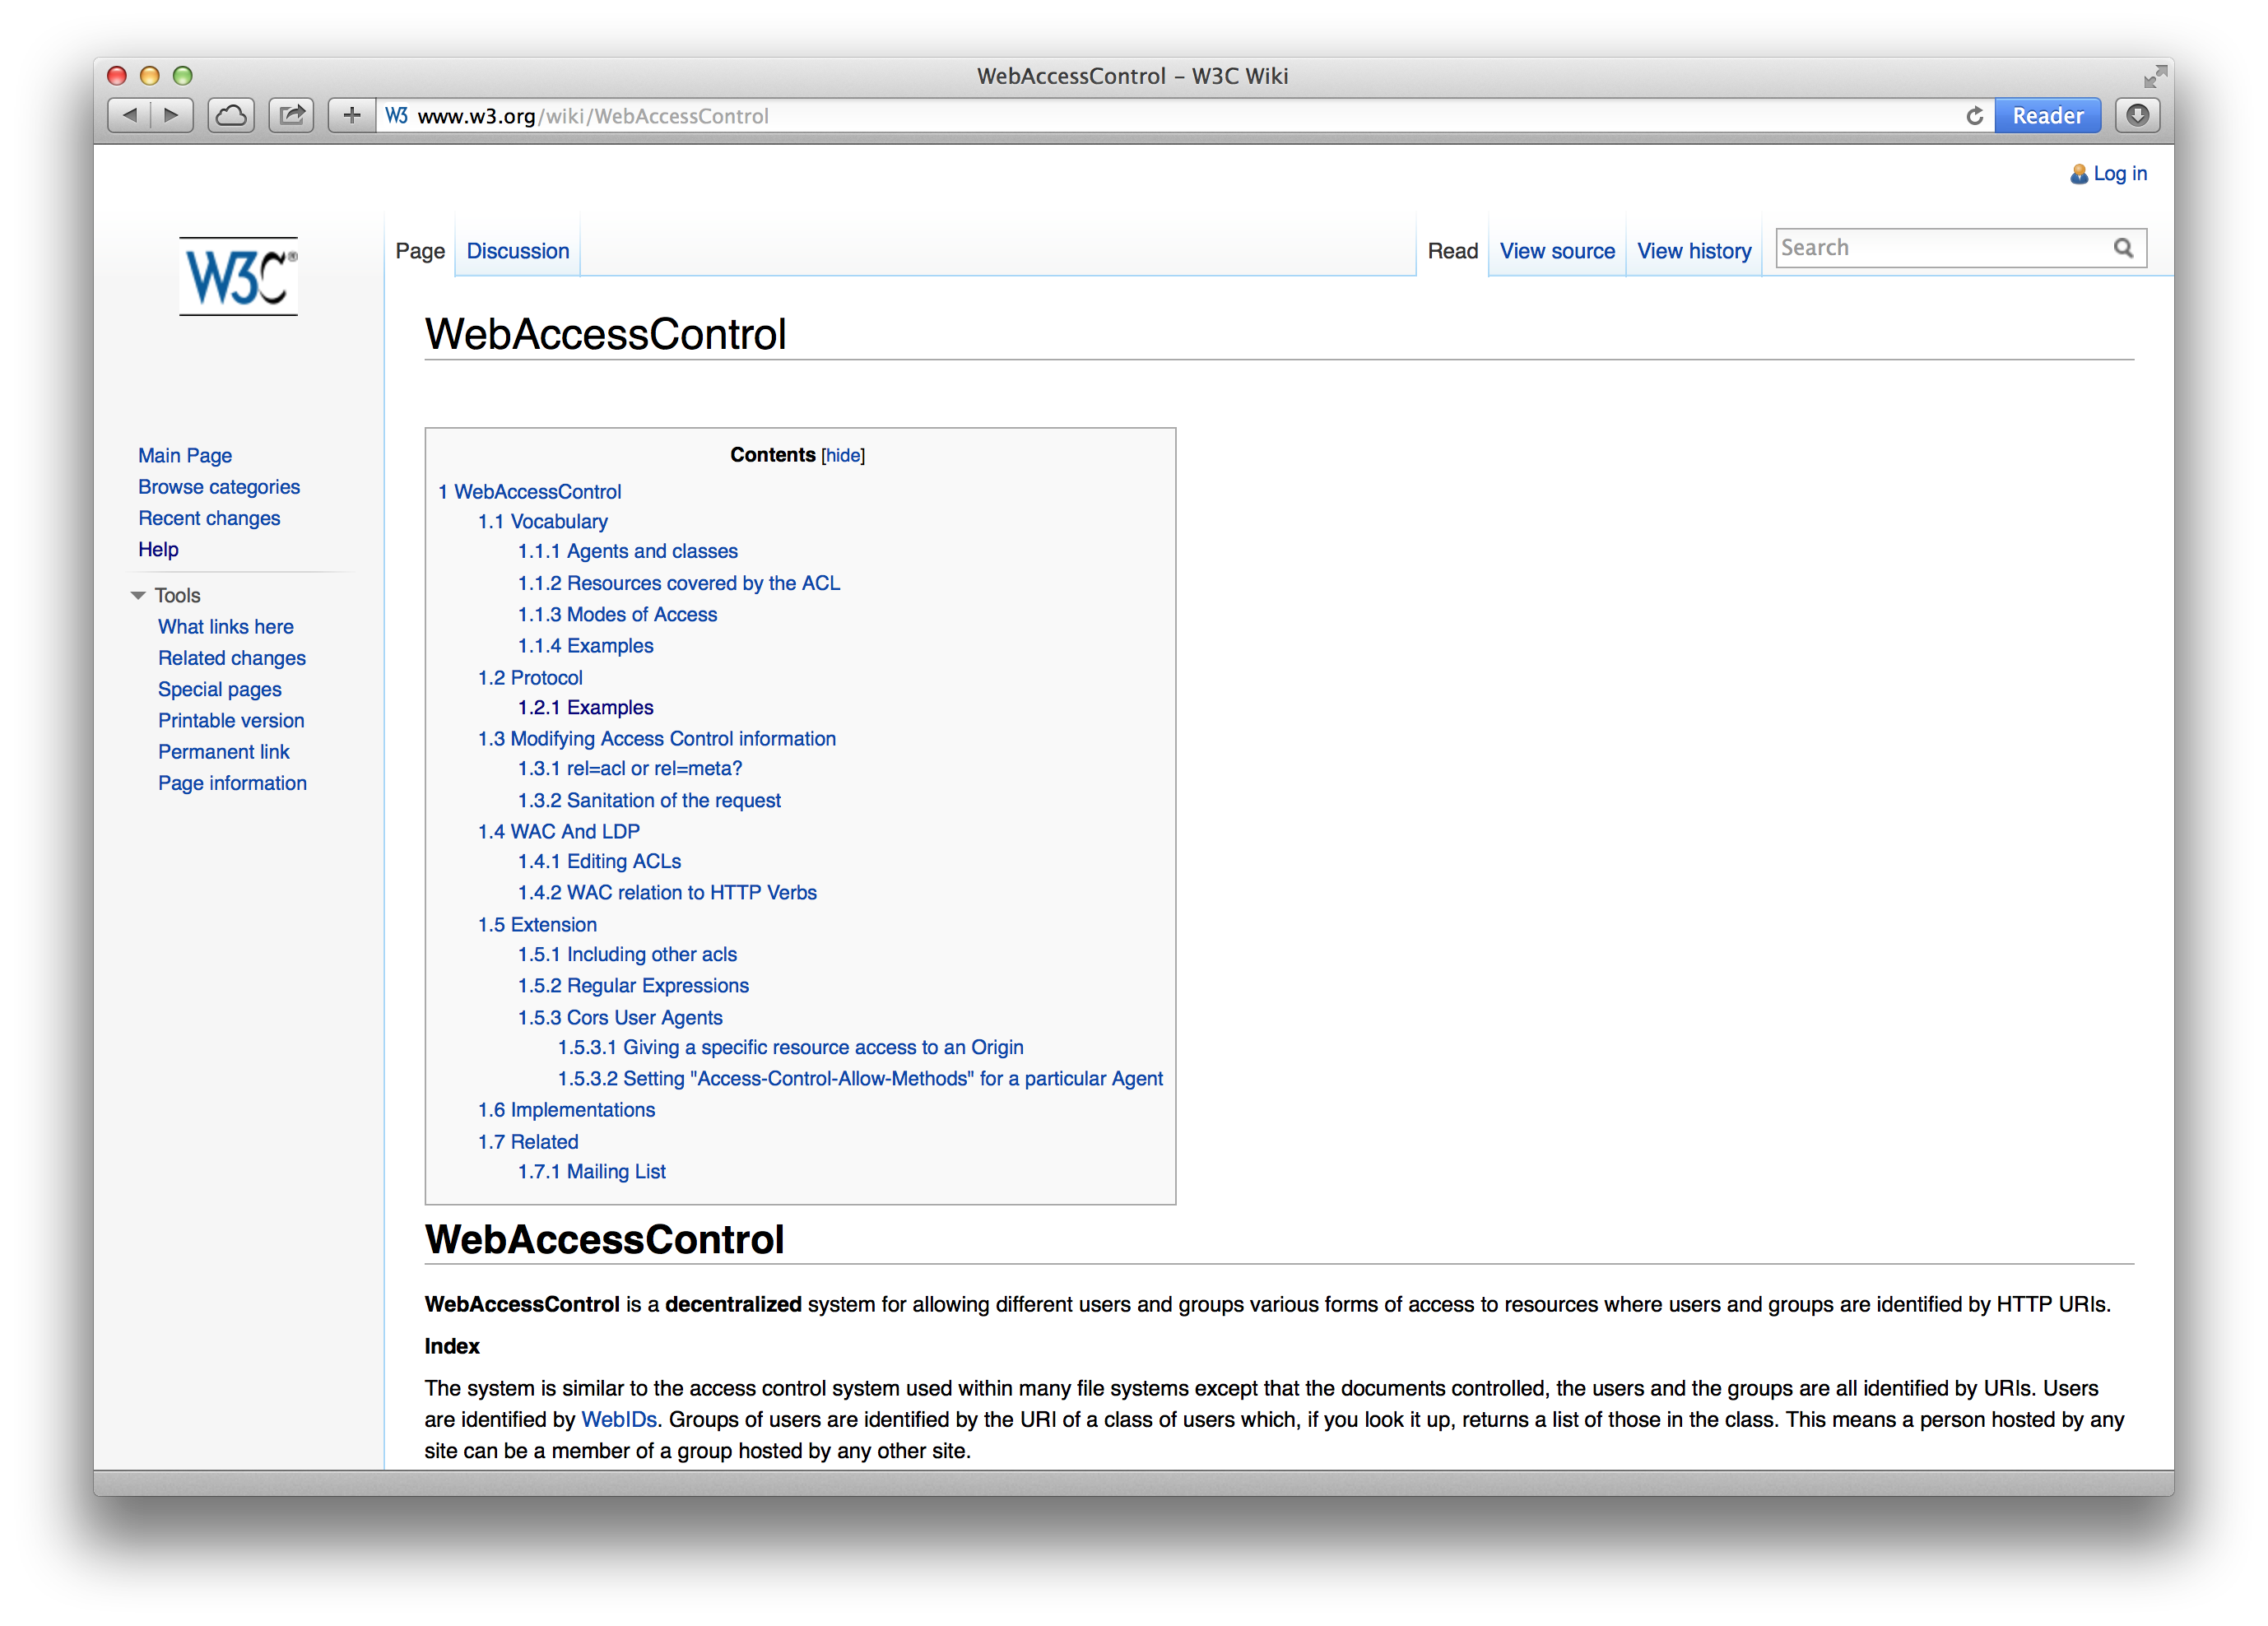 WebAccessControl – W3C Wiki
W3 www.w3.org/wiki/WebAccessControl
Reader
Log in
W3C®
Page
Discussion
Read
View source
View history
Search
WebAccessControl
Main Page
Browse categories
Recent changes
Help
Tools
What links here
Related changes
Special pages
Printable version
Permanent link
Page information
Contents [hide]
1 WebAccessControl
1.1 Vocabulary
1.1.1 Agents and classes
1.1.2 Resources covered by the ACL
1.1.3 Modes of Access
1.1.4 Examples
1.2 Protocol
1.2.1 Examples
1.3 Modifying Access Control information
1.3.1 rel=acl or rel=meta?
1.3.2 Sanitation of the request
1.4 WAC And LDP
1.4.1 Editing ACLs
1.4.2 WAC relation to HTTP Verbs
1.5 Extension
1.5.1 Including other acls
1.5.2 Regular Expressions
1.5.3 Cors User Agents
1.5.3.1 Giving a specific resource access to an Origin
1.5.3.2 Setting "Access-Control-Allow-Methods" for a particular Agent
1.6 Implementations
1.7 Related
1.7.1 Mailing List
WebAccessControl
WebAccessControl is a decentralized system for allowing different users and groups various forms of access to resources where users and groups are identified by HTTP URIs.
Index
The system is similar to the access control system used within many file systems except that the documents controlled, the users and the groups are all identified by URIs. Users
are identified by WebIDs. Groups of users are identified by the URI of a class of users which, if you look it up, returns a list of those in the class. This means a person hosted by any
site can be a member of a group hosted by any other site.